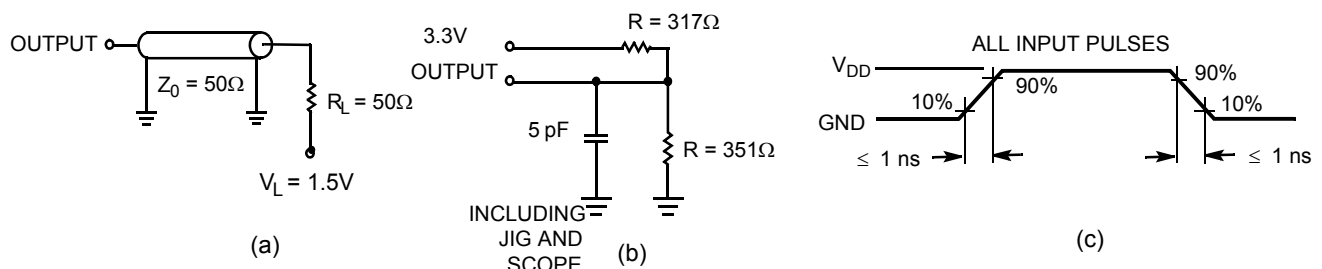 OUTPUT
Z0 = 50Ω
RL = 50Ω
VL = 1.5V
(a)
R = 317Ω
3.3V
OUTPUT
5 pF
R = 351Ω
INCLUDING
JIG AND
SCOPE
(b)
ALL INPUT PULSES
VDD
90%
90%
10%
10%
GND
≤ 1 ns
≤ 1 ns
(c)